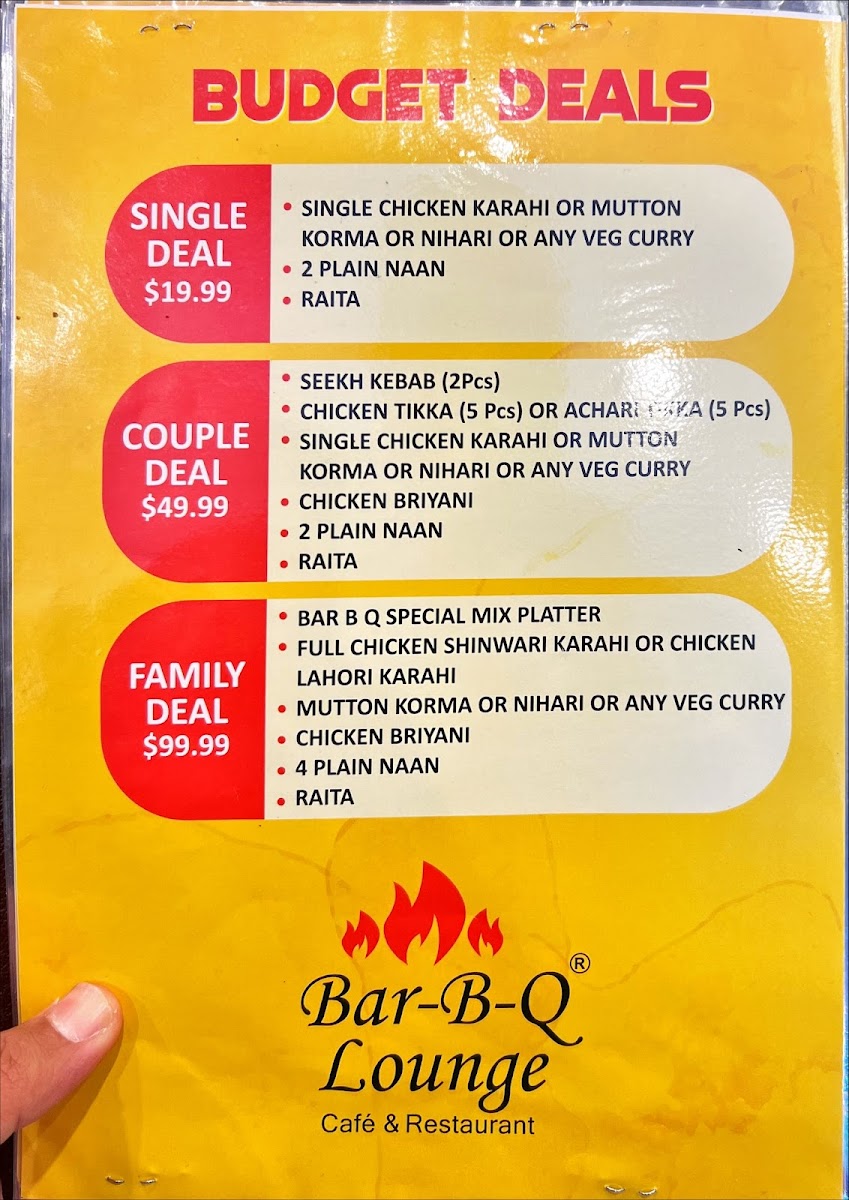 BUDGET DEALS
SINGLE
DEAL
$19.99
• SINGLE CHICKEN KARAHI OR MUTTON
KORMA OR NIHARI OR ANY VEG CURRY
• 2 PLAIN NAAN
• RAITA
COUPLE
DEAL
$49.99
• SEEKH KEBAB (2Pcs)
• CHICKEN TIKKA (5 Pcs) OR ACHARI TIKKA (5 Pcs)
• SINGLE CHICKEN KARAHI OR MUTTON
KORMA OR NIHARI OR ANY VEG CURRY
• CHICKEN BRIYANI
• 2 PLAIN NAAN
• RAITA
FAMILY
DEAL
$99.99
• BAR B Q SPECIAL MIX PLATTER
• FULL CHICKEN SHINWARI KARAHI OR CHICKEN
LAHORI KARAHI
• MUTTON KORMA OR NIHARI OR ANY VEG CURRY
• CHICKEN BRIYANI
• 4 PLAIN NAAN
• RAITA
Bar-B-Q®
Lounge
Café & Restaurant